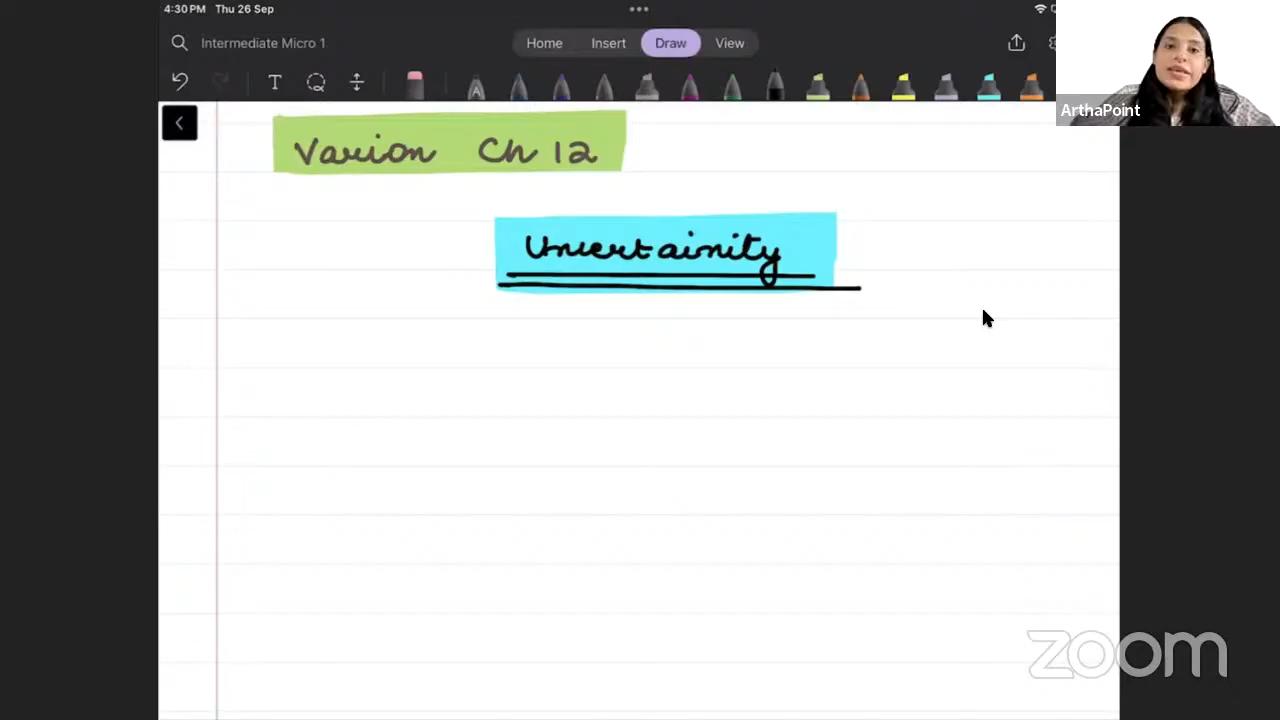 4:30 PM Thu 26 Sep
Intermediate Micro 1
Home Insert Draw View
T
A
ArthaPoint
Varion Ch 12
Uncertainity
zoom